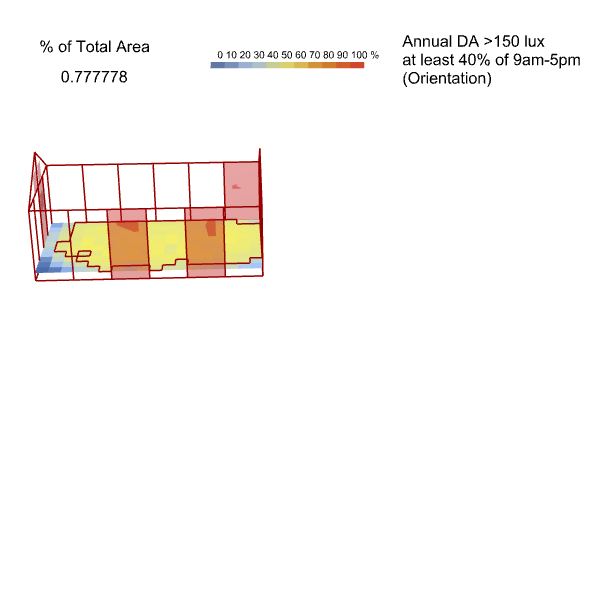 % of Total Area
0.777778
0 10 20 30 40 50 60 70 80 90 100 %
Annual DA >150 lux
at least 40% of 9am-5pm
(Orientation)